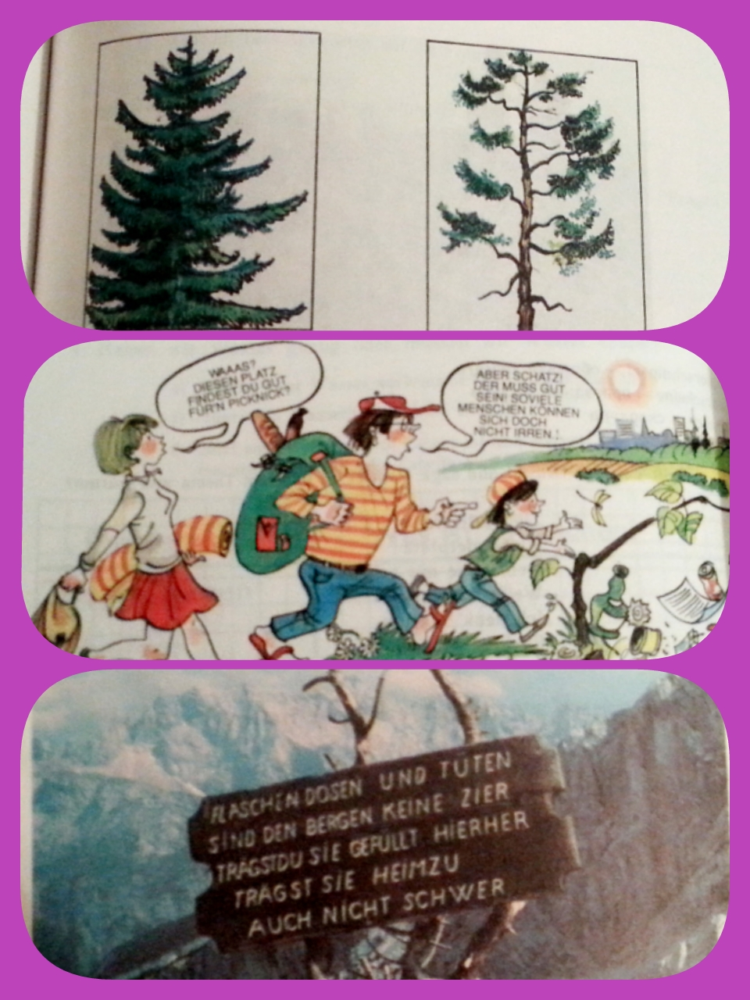 WAAAS?
DIESEN PLATZ
FINDEST DU GUT
FÜR'N PICKNICK?
ABER SCHATZ!
DER MUSS GUT
SEIN! SOVIELE
MENSCHEN KÖNNEN
SICH DOCH
NICHT IRREN!
FLASCHEN DOSEN UND TÜTEN
SIND DEN BERGEN KEINE ZIER
TRÄGST DU SIE GEFÜLLT HIERHER
TRÄGST SIE HEIMZU
AUCH NICHT SCHWER